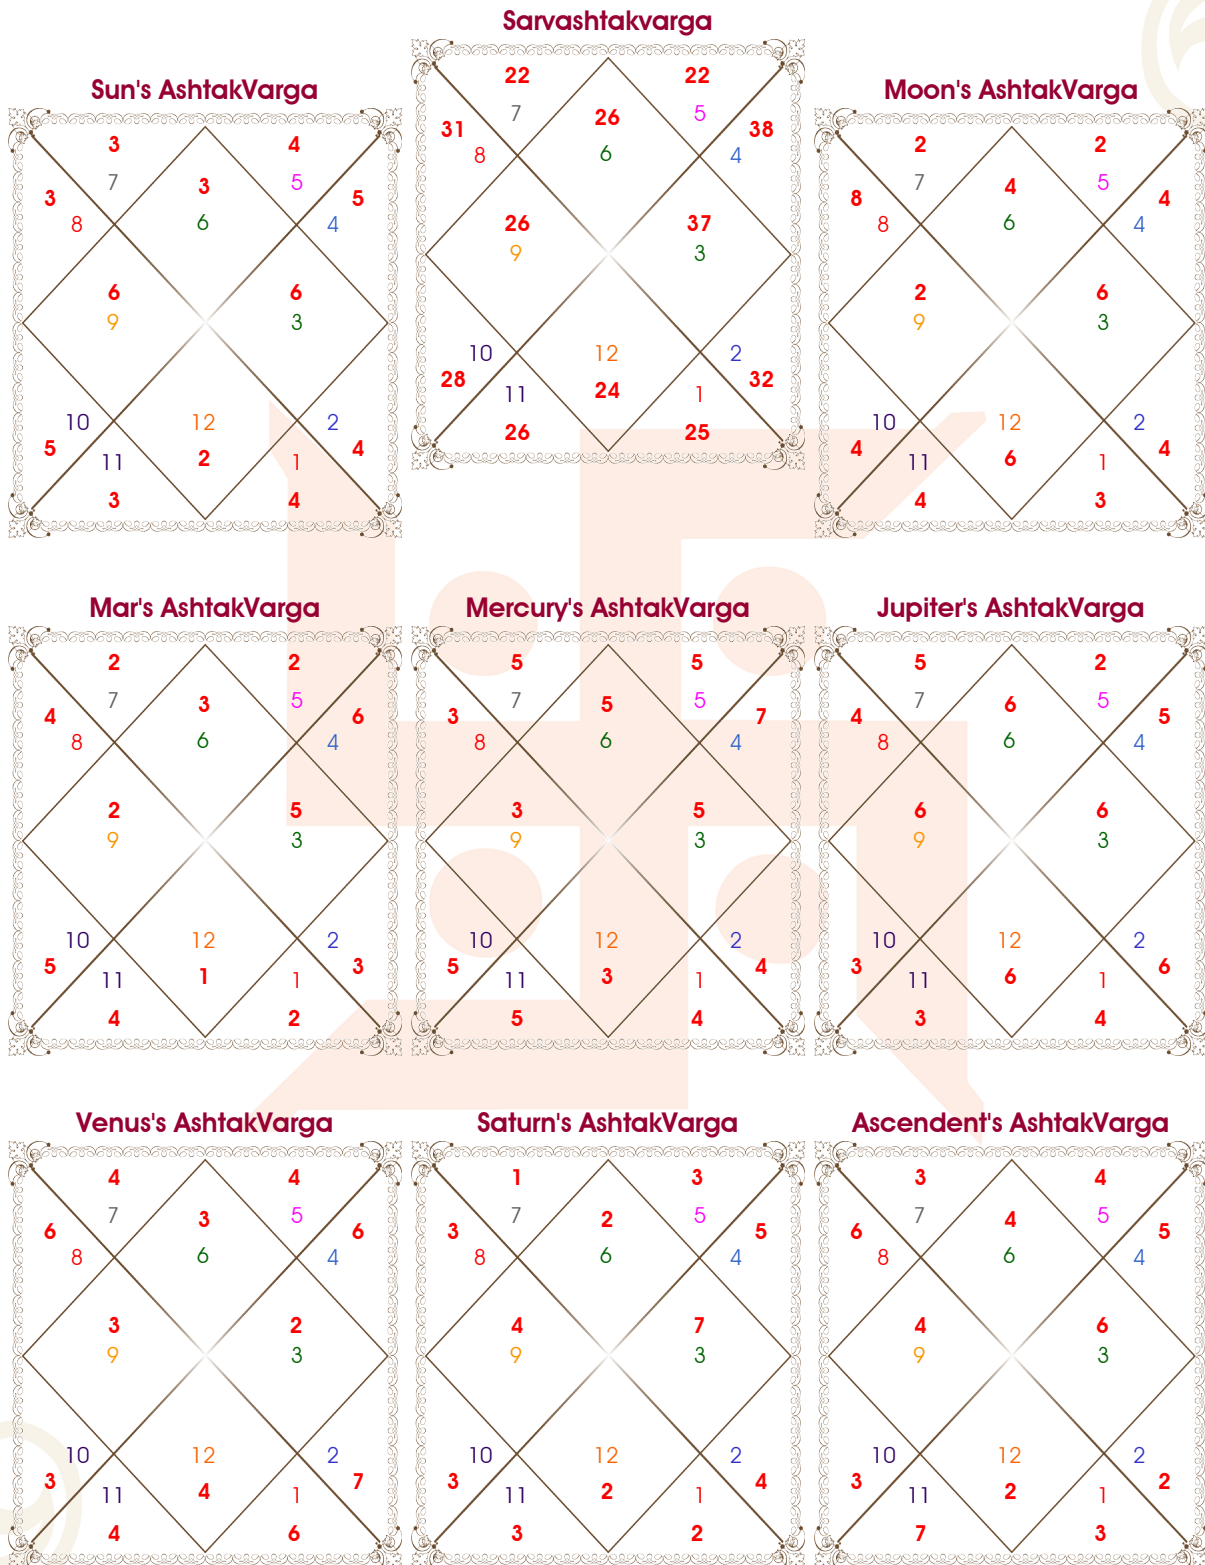 Sarvashtakvarga
22 22
7 26 5
31 38
8 6 4
26 37
9 3
10 12 2
28 24 32
11 1
26 25
Sun's AshtakVarga
3 4
7 3 5
3 5
8 6 4
6 6
9 3
10 12 2
5 2 4
11 1
3 4
Moon's AshtakVarga
2 2
7 4 5
8 4
8 6 4
2 6
9 3
10 12 2
4 6 4
11 1
4 3
Mar's AshtakVarga
2 2
7 3 5
4 6
8 6 4
2 5
9 3
10 12 2
5 1 3
11 1
4 2
Mercury's AshtakVarga
5 5
7 5 5
3 7
8 6 4
3 5
9 3
10 12 2
5 3 4
11 1
5 4
Jupiter's AshtakVarga
5 2
7 6 5
4 5
8 6 4
6 6
9 3
10 12 2
3 6 6
11 1
3 4
Venus's AshtakVarga
4 4
7 3 5
6 6
8 6 4
3 2
9 3
10 12 2
3 4 7
11 1
4 6
Saturn's AshtakVarga
1 3
7 2 5
3 5
8 6 4
4 7
9 3
10 12 2
3 2 4
11 1
3 2
Ascendent's AshtakVarga
3 4
7 4 5
6 5
8 6 4
4 6
9 3
10 12 2
3 2 2
11 1
7 3